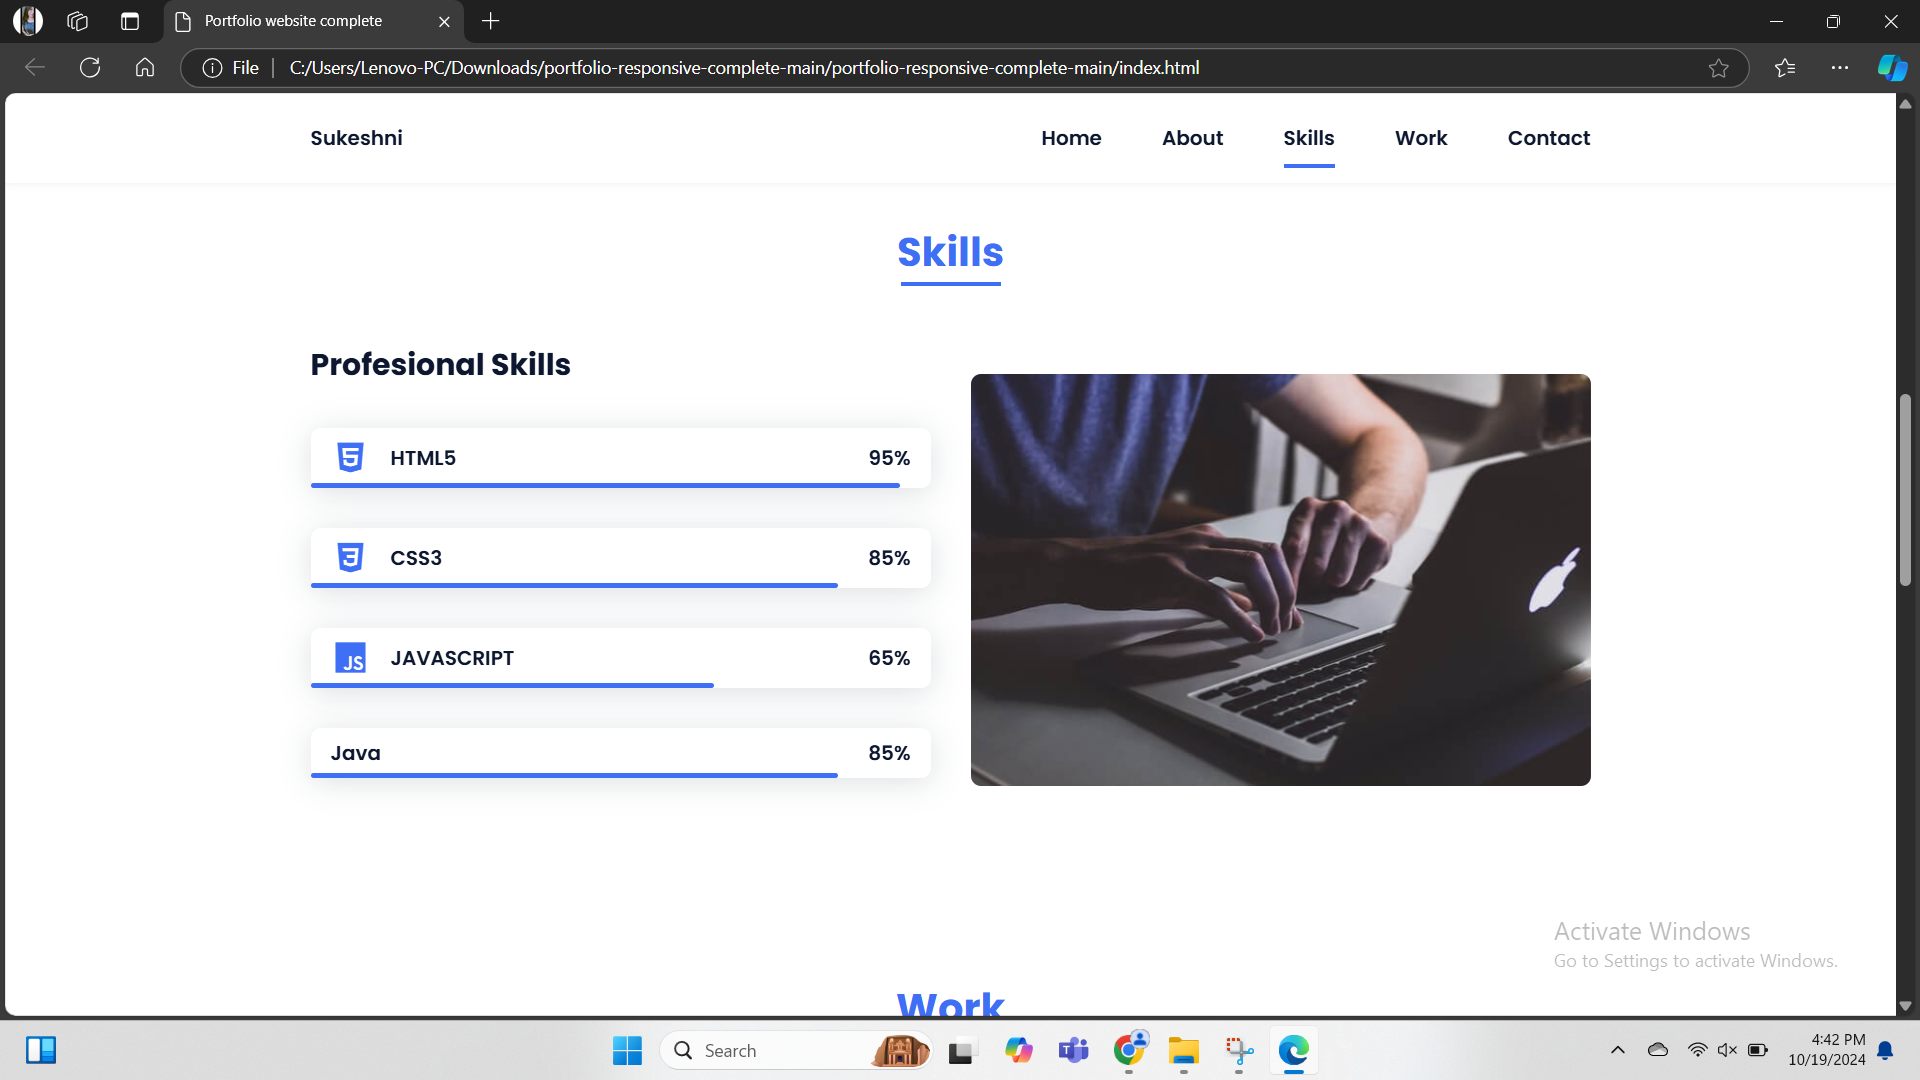 Portfolio website complete
File
C:/Users/Lenovo-PC/Downloads/portfolio-responsive-complete-main/portfolio-responsive-complete-main/index.html
Sukeshni
Home About Skills Work Contact
Skills
Profesional Skills
HTML5 95%
CSS3 85%
JS JAVASCRIPT 65%
Java 85%
Activate Windows
Go to Settings to activate Windows.
Work
Search
4:42 PM
10/19/2024